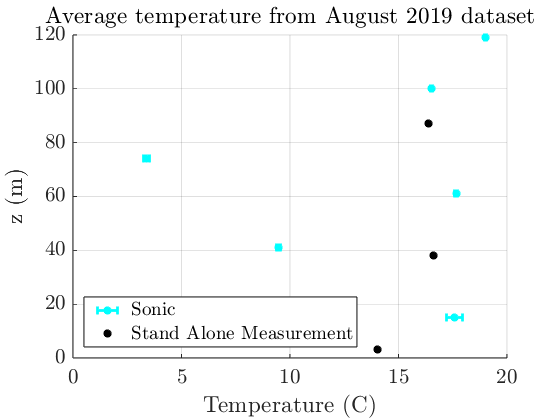 Average temperature from August 2019 dataset
120
100
80
60
40
20
0
z (m)
Sonic
Stand Alone Measurement
0 5 10 15 20
Temperature (C)